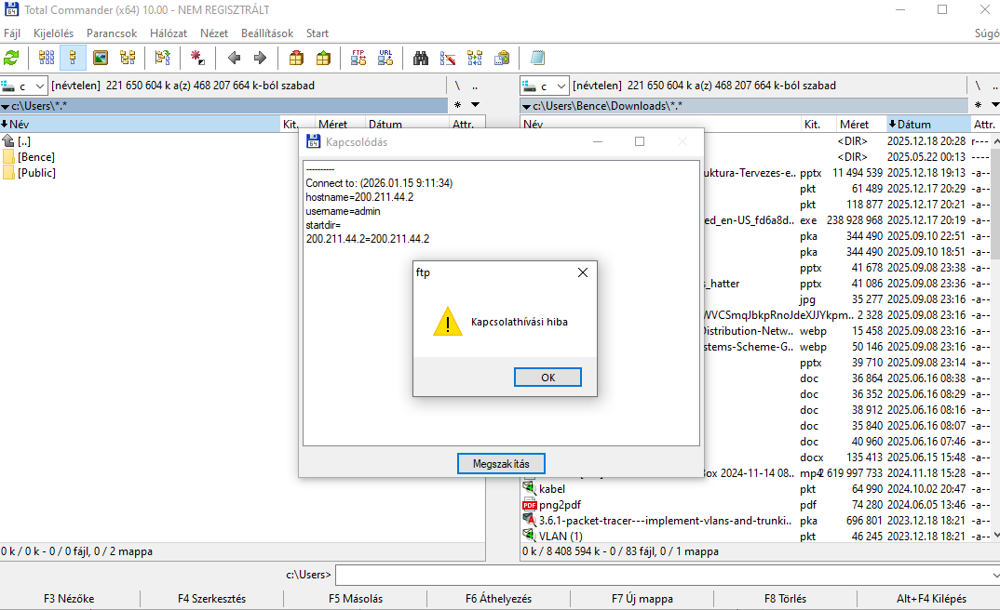 Total Commander (x64) 10.00 - NEM REGISZTRÁLT
Fájl Kijelölés Parancsok Hálózat Nézet Beállítások Start Súgó
FTP URL
c [névtelen] 221 650 604 k a(z) 468 207 664 k-ból szabad \ ..
c [névtelen] 221 650 604 k a(z) 468 207 664 k-ból szabad \ ..
c:\Users\*.* * 
c:\Users\Bence\Downloads\*.* *
Név Kit. Méret Dátum Attr.
[..]
[Bence]
[Public]
0 k / 0 k - 0 / 0 fájl, 0 / 2 mappa
Név Kit. Méret Dátum Attr.
<DIR> 2025.12.18 20:28 r---
<DIR> 2025.05.22 00:13 ----
uktura-Tervezes-e.. pptx 11 494 539 2025.12.18 19:13 -a--
pkt 61 489 2025.12.17 20:29 -a--
pkt 118 877 2025.12.17 20:21 -a--
ed_en-US_fd6a8d.. exe 238 928 968 2025.12.17 20:19 -a--
pka 344 490 2025.09.10 22:51 -a--
pka 344 490 2025.09.10 18:51 -a--
pptx 41 678 2025.09.08 23:38 -a--
s_hatter pptx 41 086 2025.09.08 23:36 -a--
jpg 35 277 2025.09.08 23:16 -a--
WVCSmqJbkpRnoJdeXJJYkpm... 2 328 2025.09.08 23:16 -a--
Distribution-Netw.. webp 15 458 2025.09.08 23:16 -a--
stems-Scheme-G.. webp 50 146 2025.09.08 23:16 -a--
pptx 39 710 2025.09.08 23:14 -a--
doc 36 864 2025.06.16 08:38 -a--
doc 36 352 2025.06.16 08:29 -a--
doc 38 912 2025.06.16 08:16 -a--
doc 35 840 2025.06.16 08:07 -a--
doc 40 960 2025.06.16 07:46 -a--
docx 135 413 2025.06.15 15:48 -a--
Box 2024-11-14 08.. 2 619 997 733 2024.11.18 15:28 -a--
kabel pkt 64 990 2024.10.02 20:47 -a--
png2pdf pdf 74 280 2024.06.05 13:46 -a--
3.6.1-packet-tracer---implement-vlans-and-trunki.. pka 696 801 2023.12.18 18:21 -a--
VLAN (1) pkt 46 245 2023.12.18 18:21 -a--
0 k / 8 408 594 k - 0 / 83 fájl, 0 / 1 mappa
Kapcsolódás
----------
Connect to: (2026.01.15 9:11:34)
hostname=200.211.44.2
username=admin
startdir=
200.211.44.2=200.211.44.2
ftp
Kapcsolathívási hiba
OK
Megszakítás
c:\Users>
F3 Nézőke F4 Szerkesztés F5 Másolás F6 Áthelyezés F7 Új mappa F8 Törlés Alt+F4 Kilépés